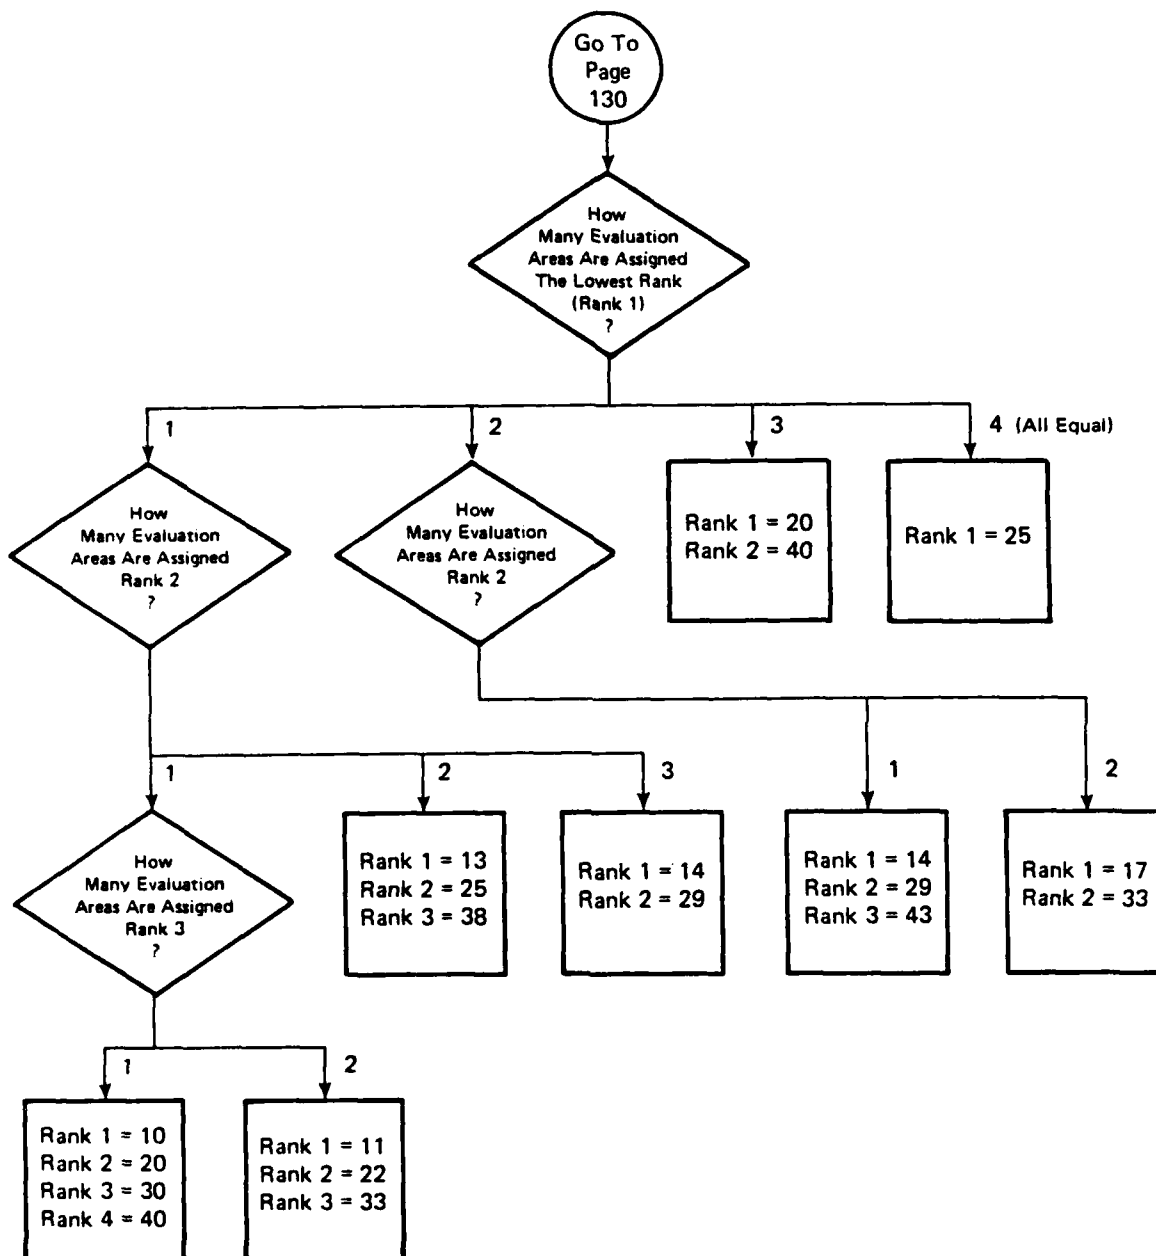 Go To
Page
130
How
Many Evaluation
Areas Are Assigned
The Lowest Rank
(Rank 1)
?
1
2
3
4 (All Equal)
How
Many Evaluation
Areas Are Assigned
Rank 2
?
How
Many Evaluation
Areas Are Assigned
Rank 2
?
Rank 1 = 20
Rank 2 = 40
Rank 1 = 25
1
2
3
1
2
How
Many Evaluation
Areas Are Assigned
Rank 3
?
Rank 1 = 13
Rank 2 = 25
Rank 3 = 38
Rank 1 = 14
Rank 2 = 29
Rank 1 = 14
Rank 2 = 29
Rank 3 = 43
Rank 1 = 17
Rank 2 = 33
1
2
Rank 1 = 10
Rank 2 = 20
Rank 3 = 30
Rank 4 = 40
Rank 1 = 11
Rank 2 = 22
Rank 3 = 33